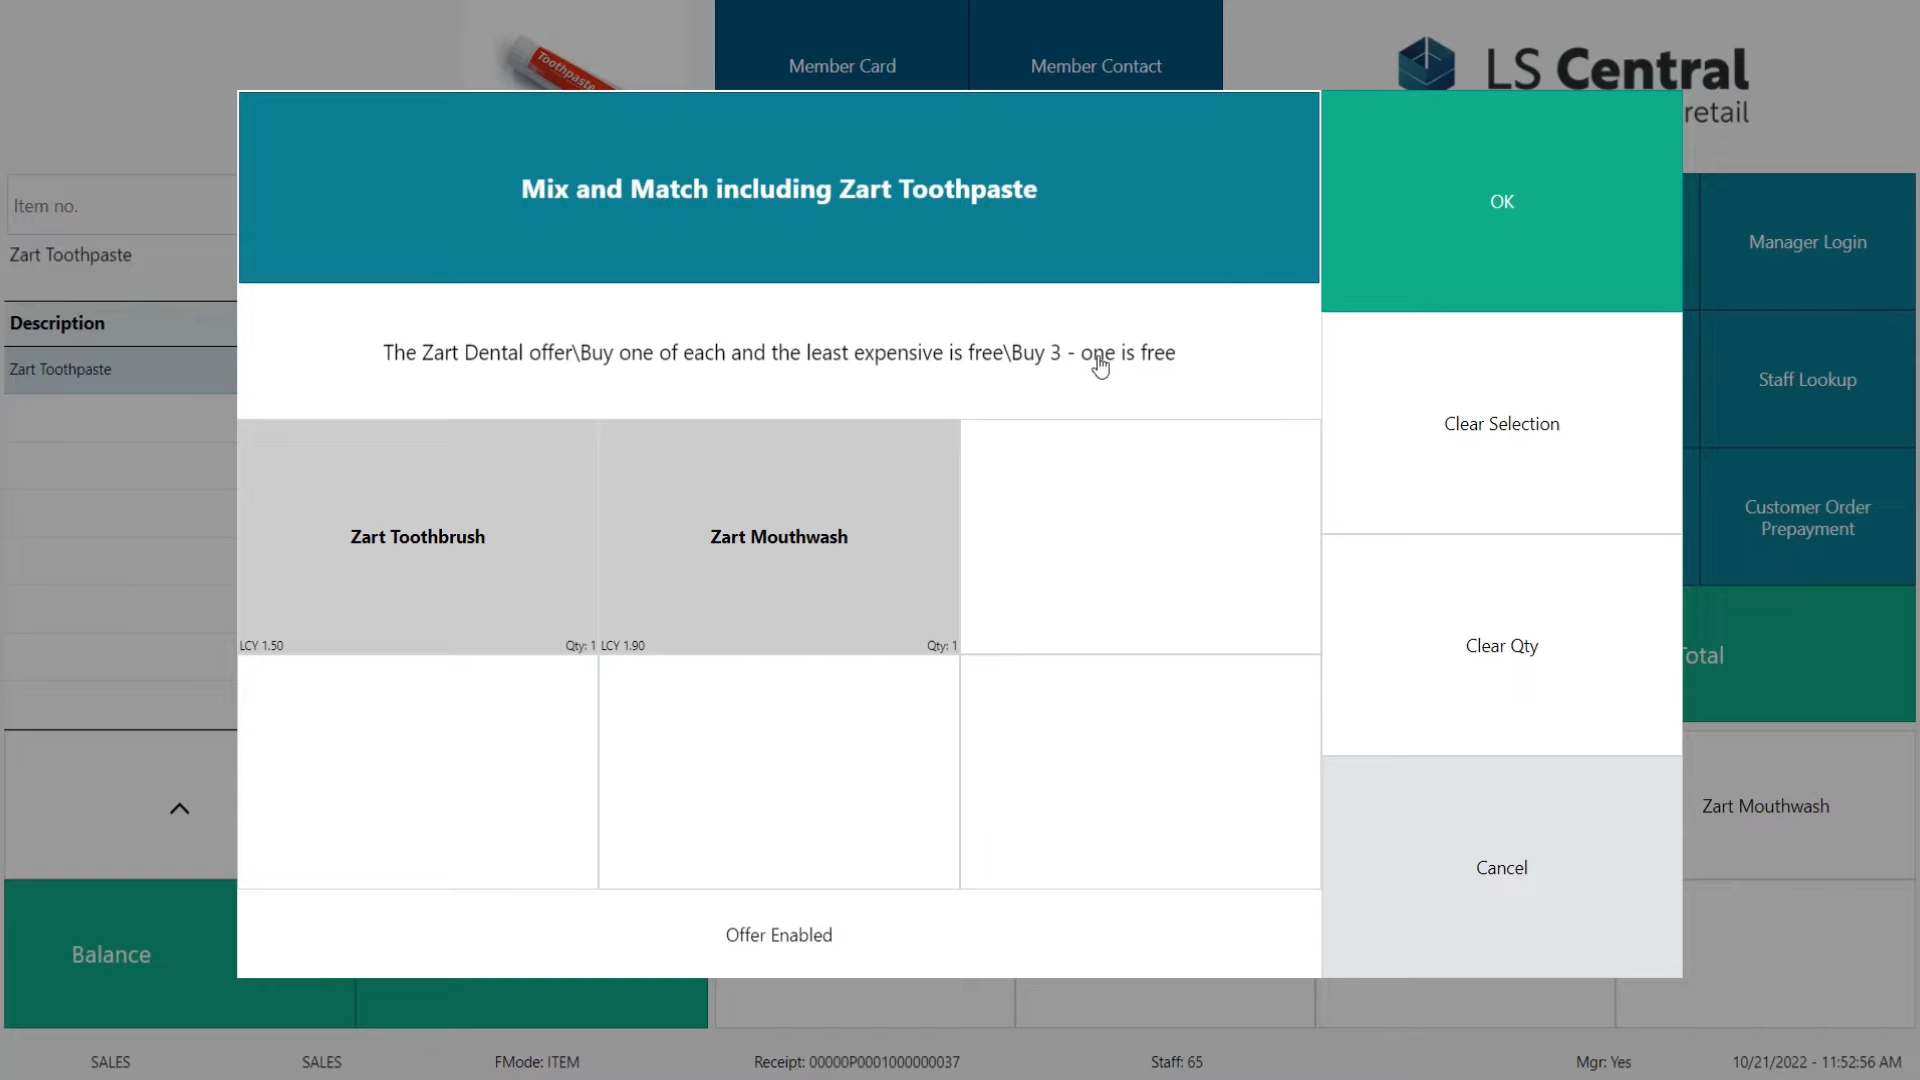 Toothpaste
Member Card
Member Contact
LS Central
retail
Mix and Match including Zart Toothpaste
OK
Item no.
Manager Login
Zart Toothpaste
Description
The Zart Dental offer\Buy one of each and the least expensive is free\Buy 3 - one is free
Zart Toothpaste
Staff Lookup
Clear Selection
Zart Toothbrush
Zart Mouthwash
Customer Order
Prepayment
LCY 1.50
Qty: 1
LCY 1.90
Qty: 1
Clear Qty
Total
Zart Mouthwash
Cancel
Offer Enabled
Balance
SALES
SALES
FMode: ITEM
Receipt: 00000P0001000000037
Staff: 65
Mgr: Yes
10/21/2022 - 11:52:56 AM